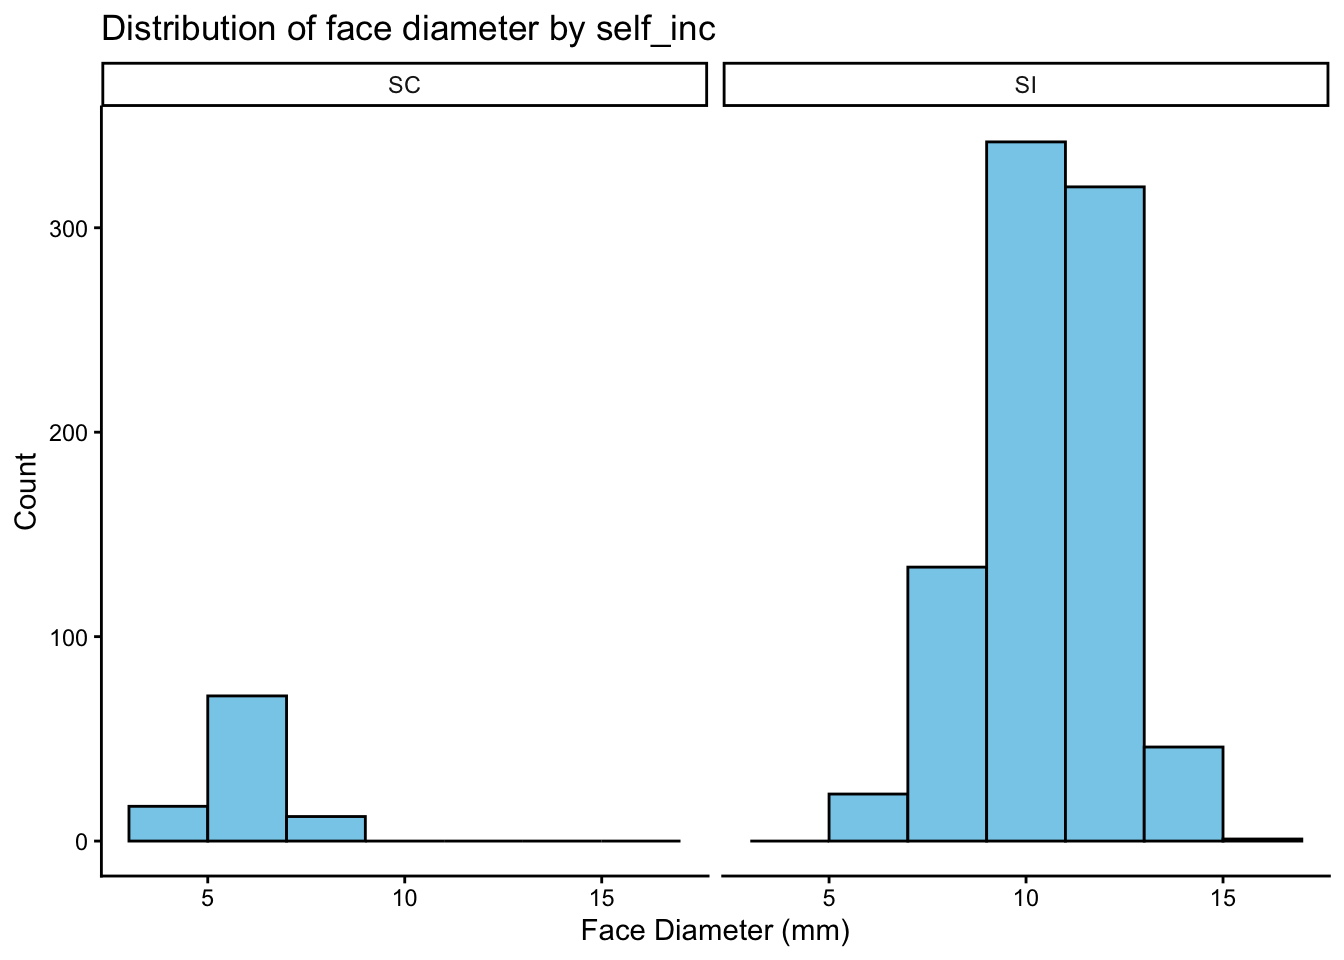 Distribution of face diameter by self_inc
SC
SI
300
200
100
0
Count
5 10 15
5 10 15
Face Diameter (mm)